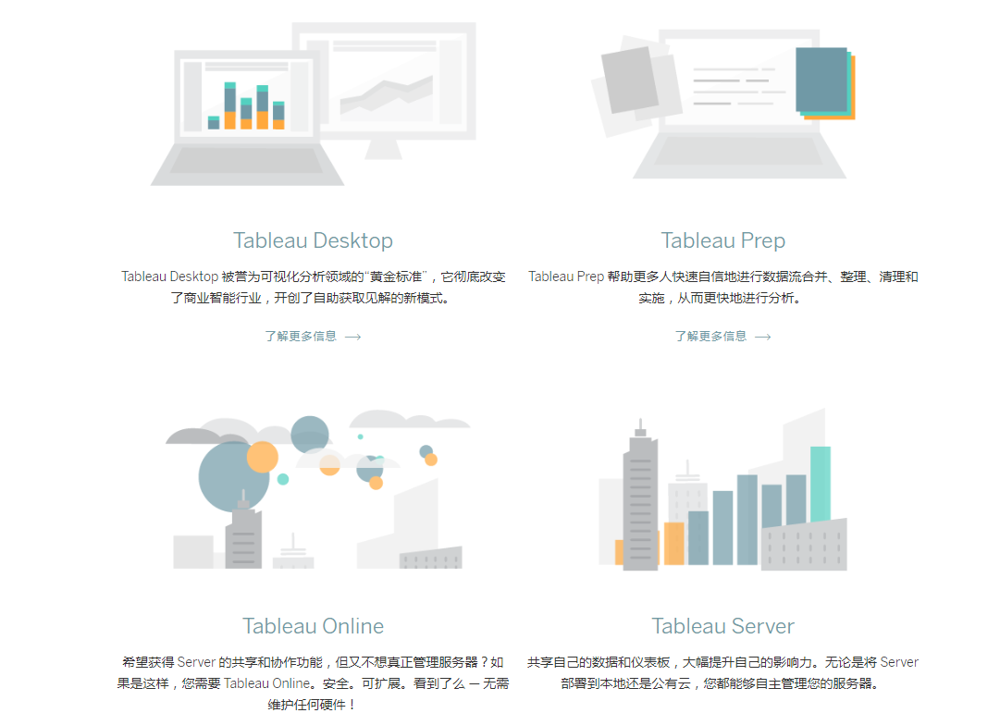 Tableau Desktop
Tableau Desktop 被誉为可视化分析领域的“黄金标准”，它彻底改变
了商业智能行业，开创了自助获取见解的新模式。
了解更多信息 →
Tableau Prep
Tableau Prep 帮助更多人快速自信地进行数据流合并、整理、清理和
实施，从而更快地进行分析。
了解更多信息 →
Tableau Online
希望获得 Server 的共享和协作功能，但又不想真正管理服务器？如
果是这样，您需要 Tableau Online。安全。可扩展。看到了么 — 无需
维护任何硬件！
Tableau Server
共享自己的数据和仪表板，大幅提升自己的影响力。无论是将 Server
部署到本地还是公有云，您都能够自主管理您的服务器。